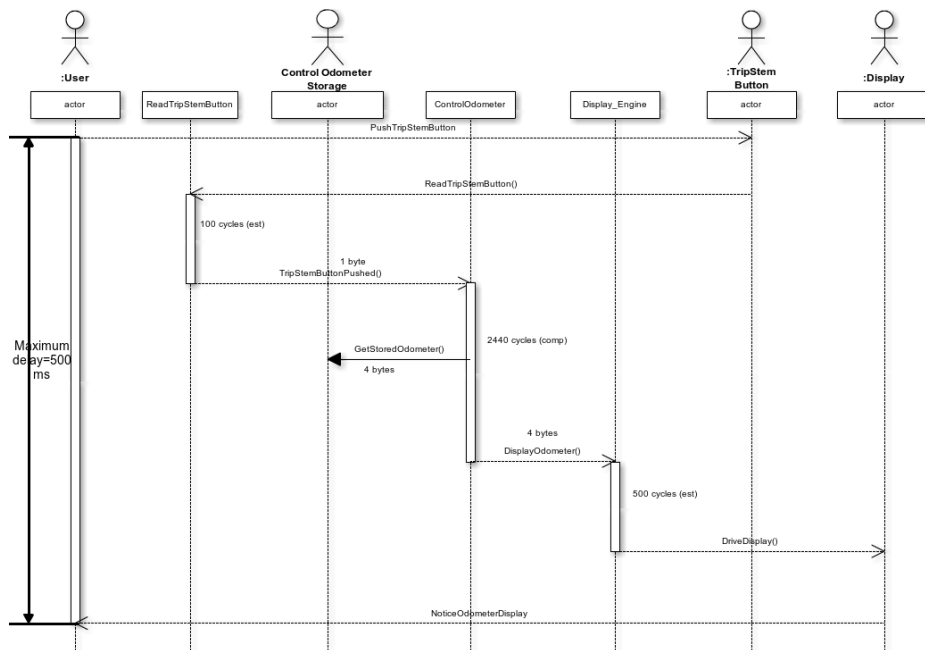 :User
Control Odometer
Storage
:TripStem
Button
:Display
actor
ReadTripStemButton
actor
ControlOdometer
Display_Engine
actor
actor
PushTripStemButton
ReadTripStemButton()
100 cycles (est)
1 byte
TripStemButtonPushed()
2440 cycles (comp)
Maximum
delay=500
ms
GetStoredOdometer()
4 bytes
4 bytes
DisplayOdometer()
500 cycles (est)
DriveDisplay()
NoticeOdometerDisplay